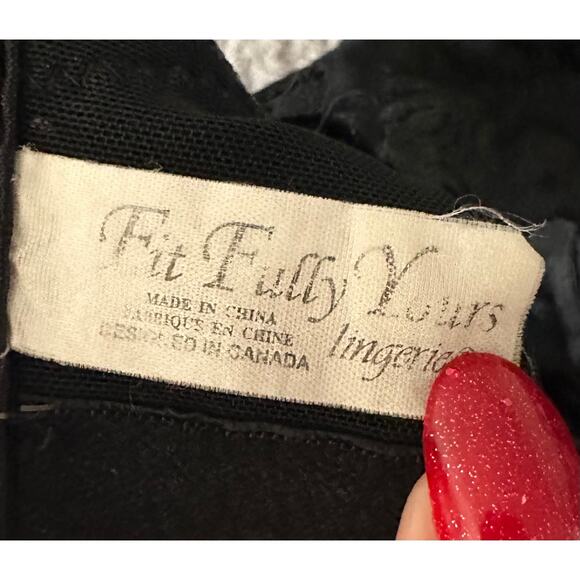 Fit Fully Yours
lingerie
MADE IN CHINA
FABRIQUE EN CHINE
DESIGNED IN CANADA